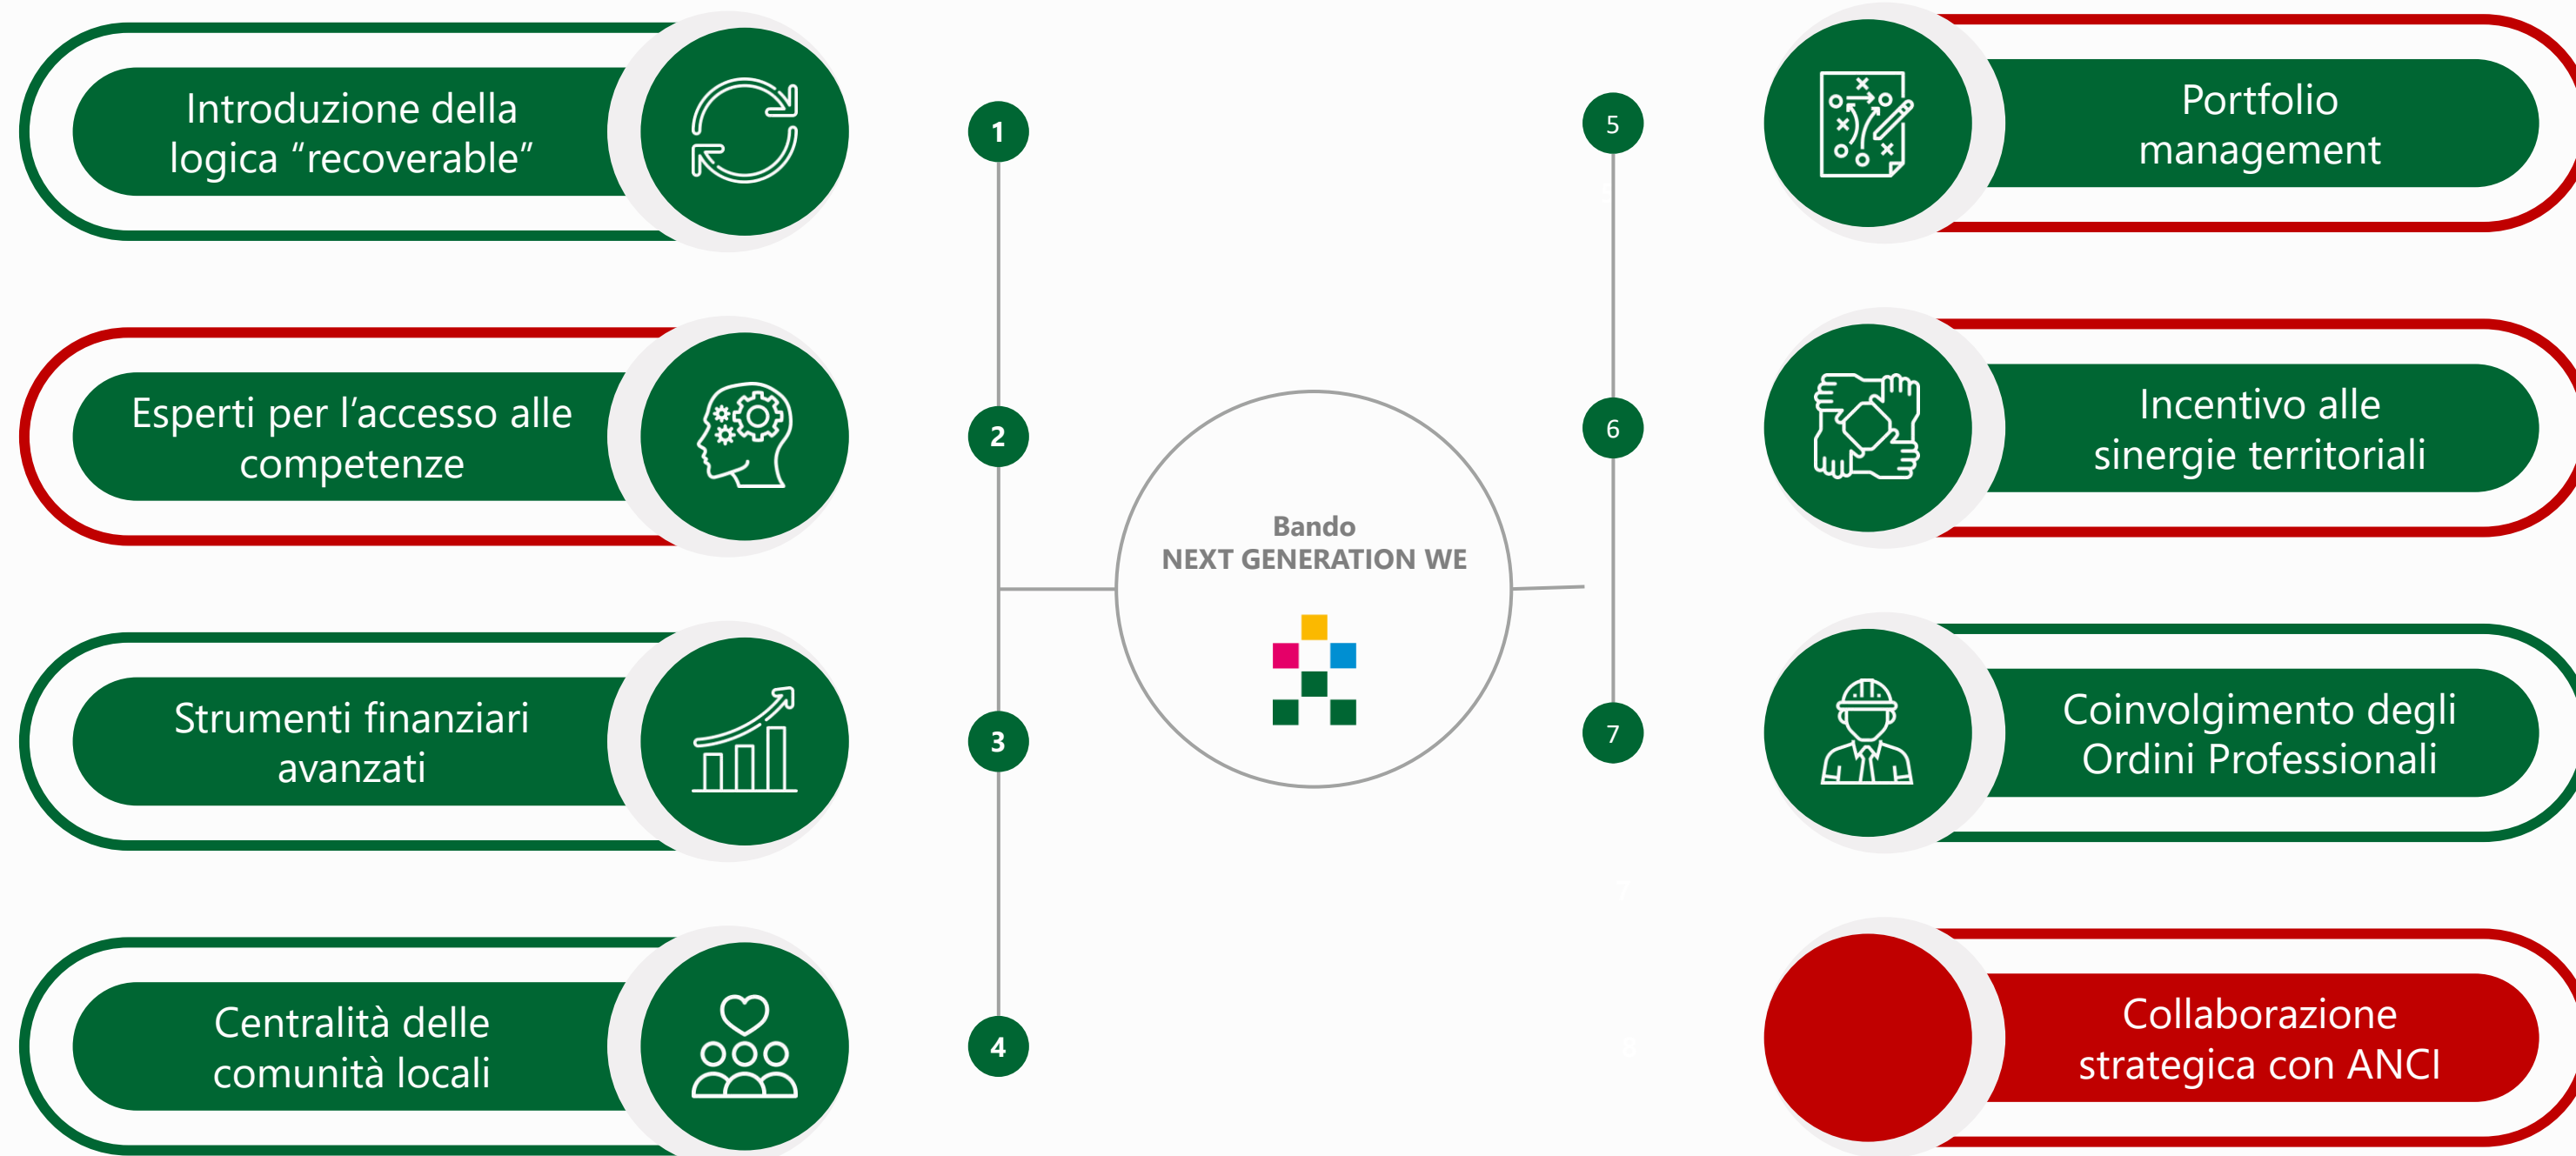 Introduzione della
logica “recoverable”
1
Esperti per l’accesso alle
competenze
2
Strumenti finanziari
avanzati
3
Centralità delle
comunità locali
4
Bando
NEXT GENERATION WE
5
Portfolio
management
6
Incentivo alle
sinergie territoriali
7
Coinvolgimento degli
Ordini Professionali
7
8
Collaborazione
strategica con ANCI